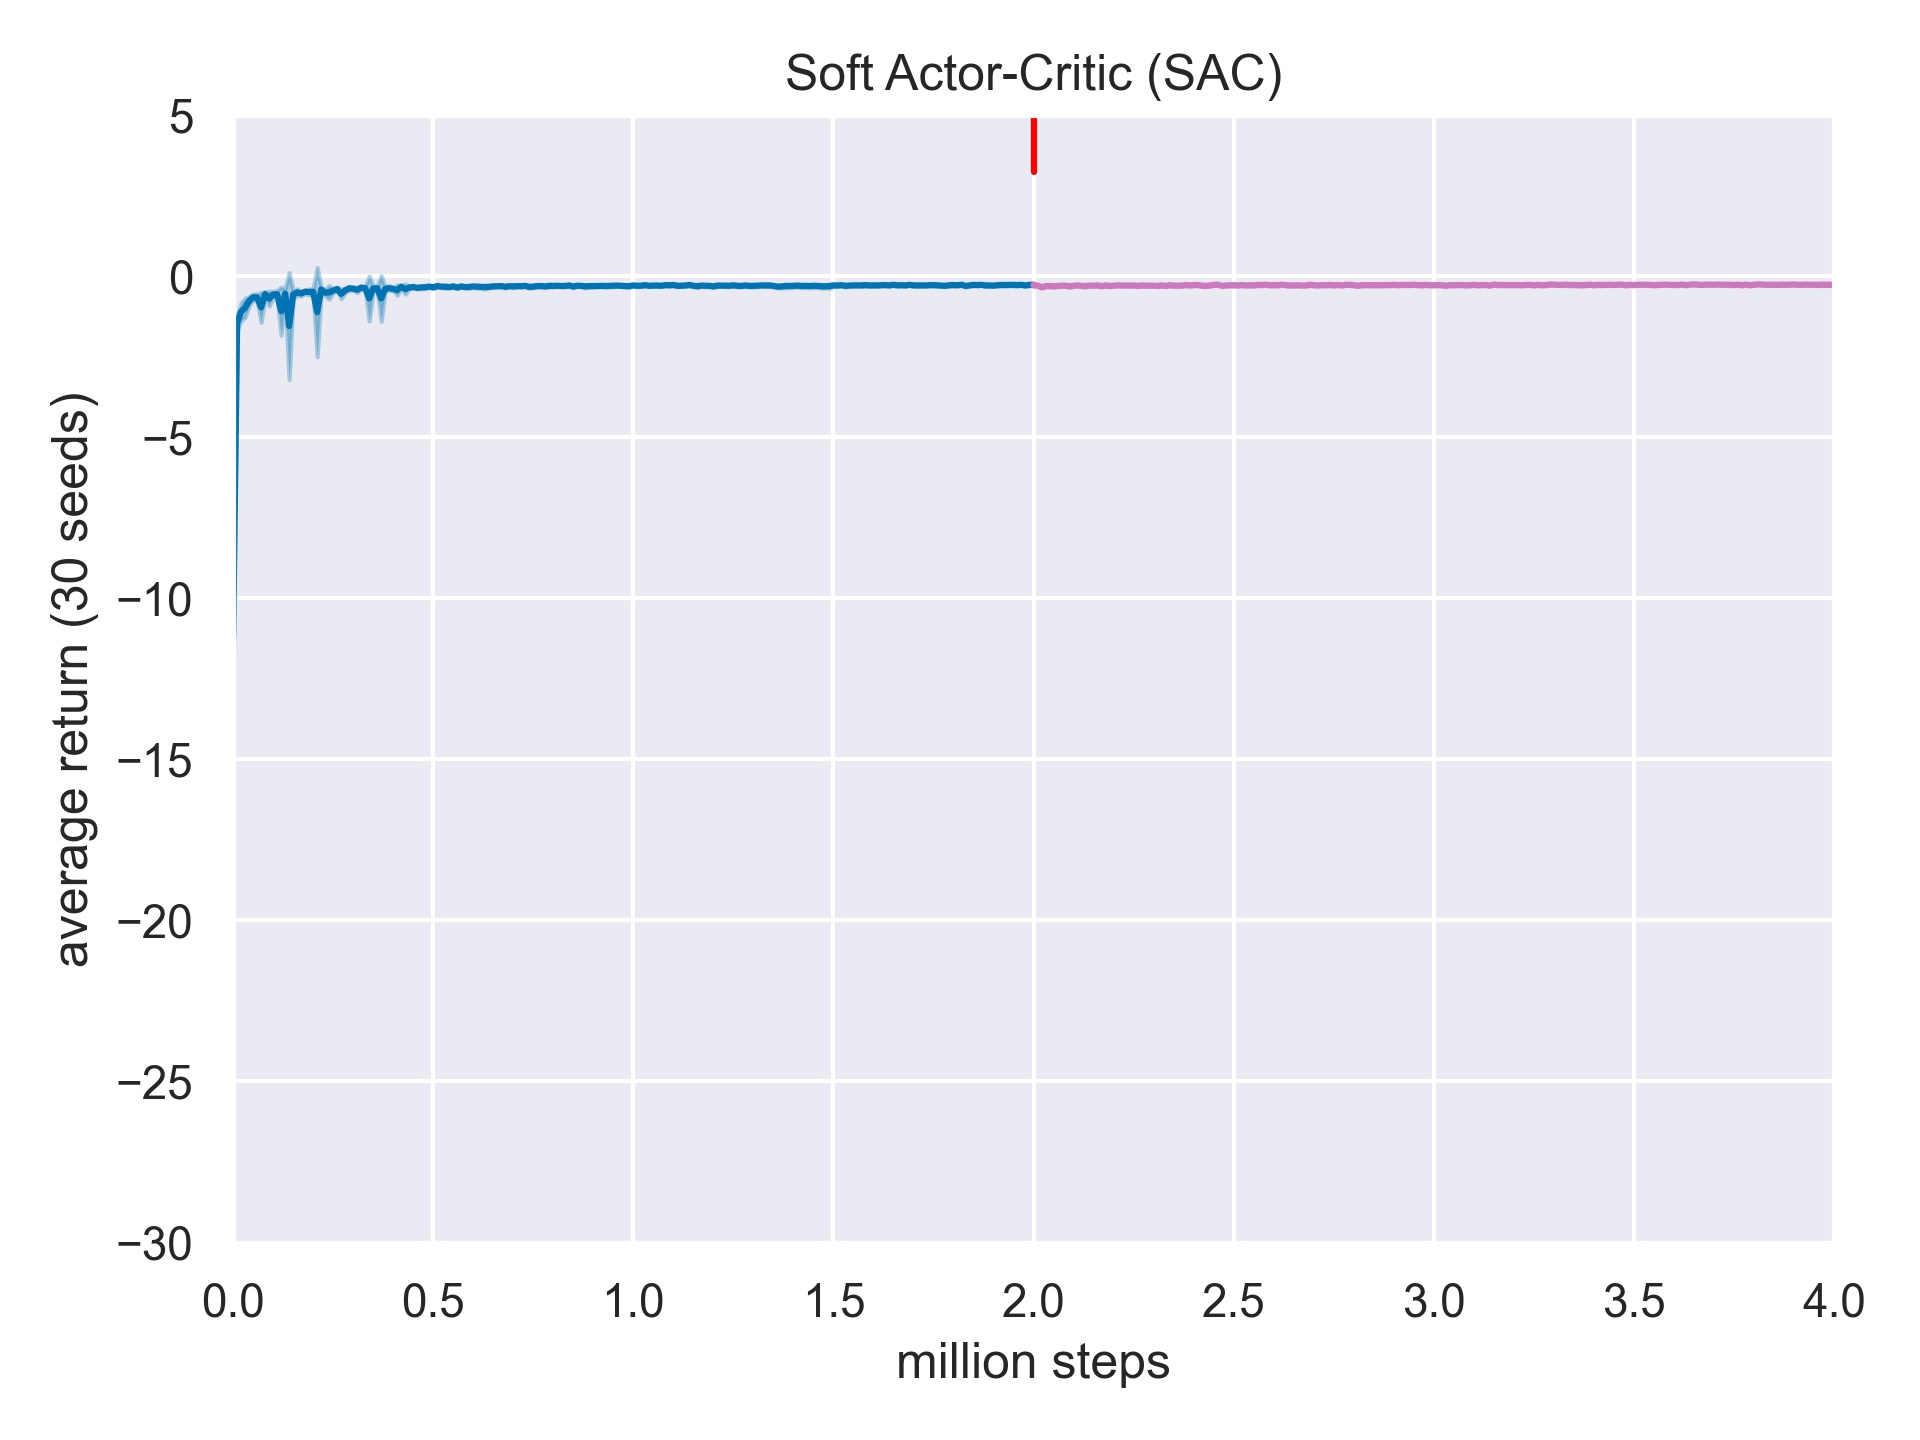 Soft Actor-Critic (SAC)
5
0
−5
−10
−15
−20
−25
−30
average return (30 seeds)
0.0 0.5 1.0 1.5 2.0 2.5 3.0 3.5 4.0
million steps